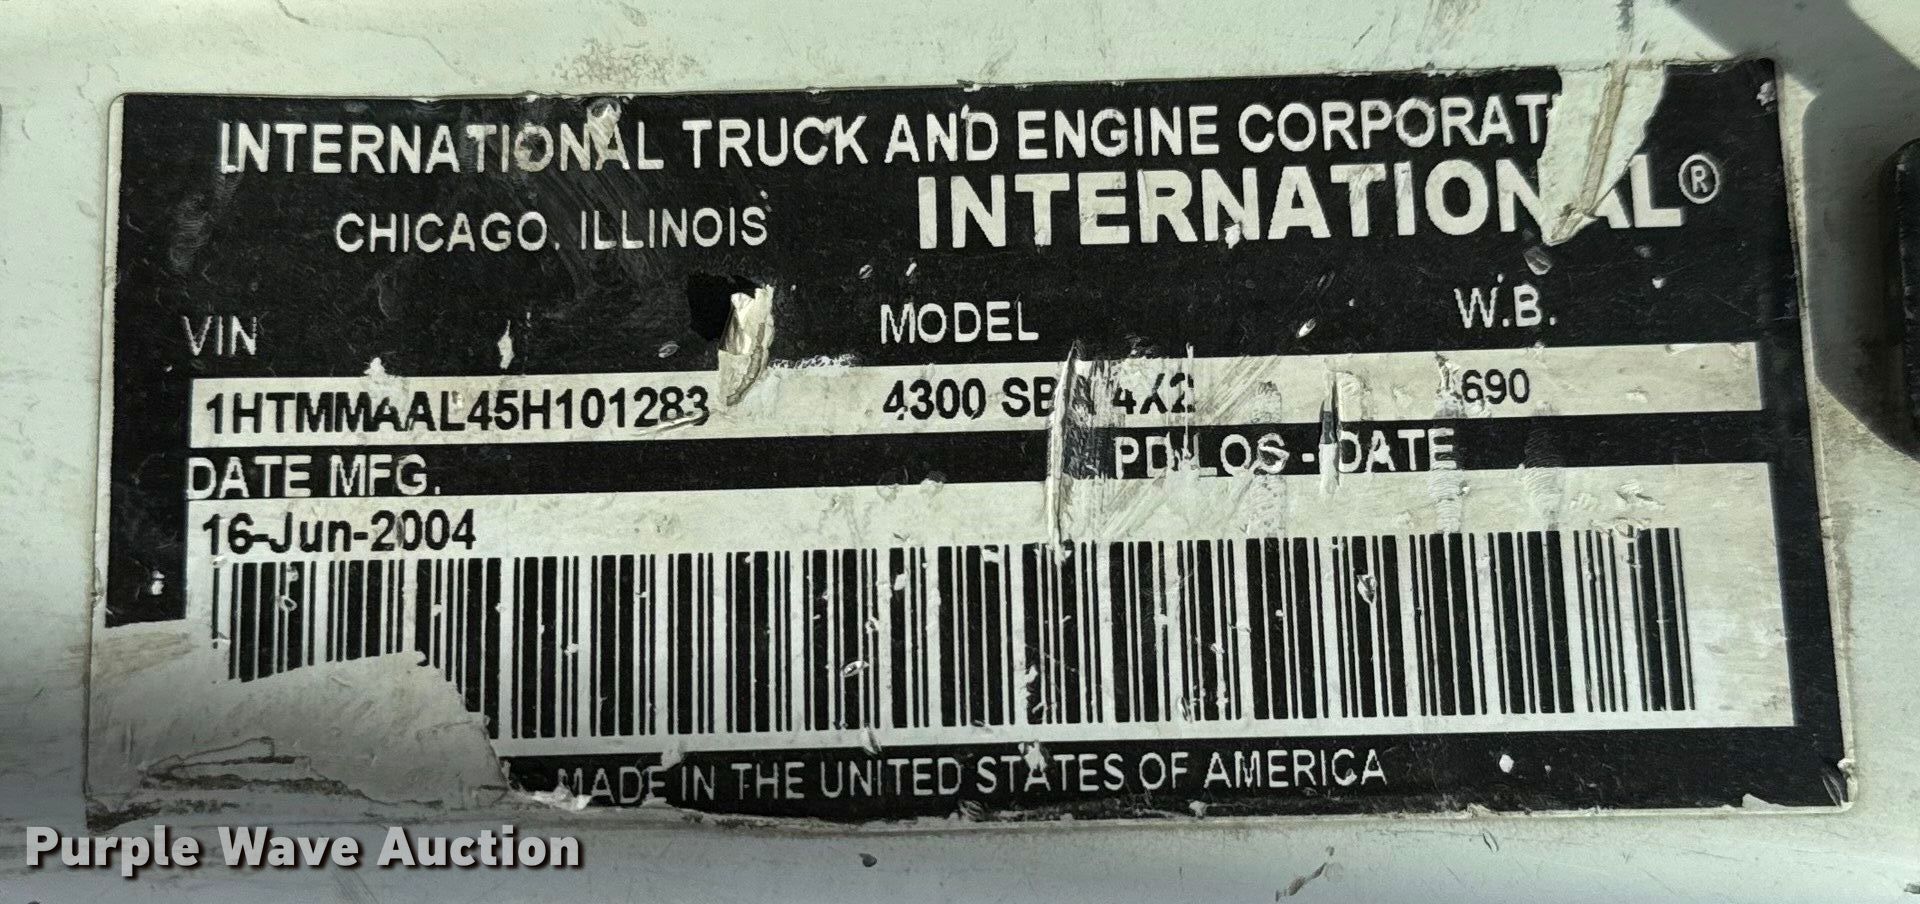 INTERNATIONAL TRUCK AND ENGINE CORPORAT
CHICAGO, ILLINOIS INTERNATIONAL®
VIN MODEL W.B.
1HTMMAAL45H101283 4300 SB 4X2 690
DATE MFG. LOS - DATE
16-Jun-2004
MADE IN THE UNITED STATES OF AMERICA
Purple Wave Auction